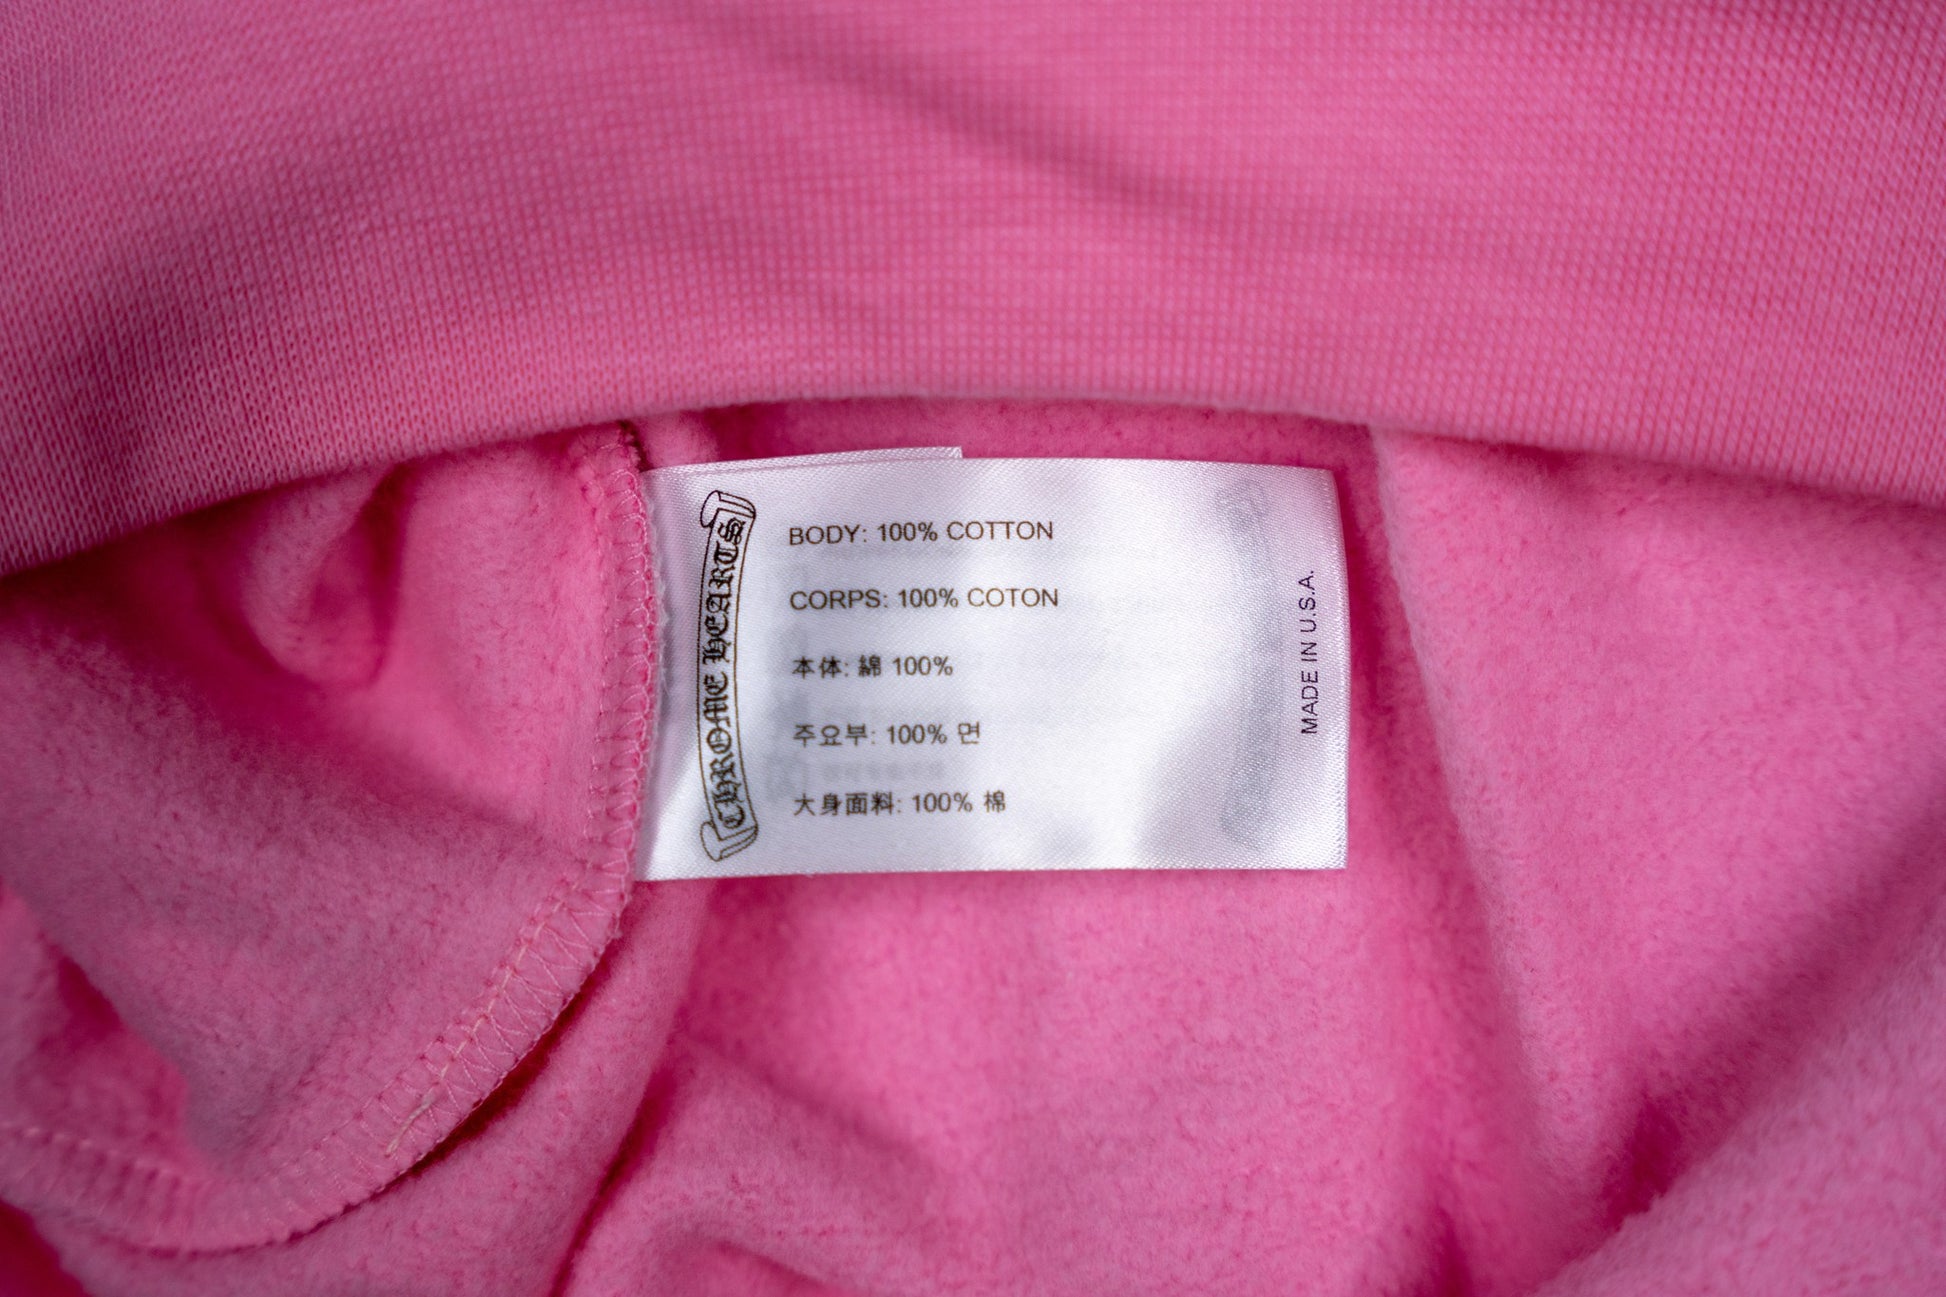 CHROME HEARTS
BODY: 100% COTTON
CORPS: 100% COTON
本体: 綿 100%
주요부: 100% 면
大身面料: 100% 棉
MADE IN U.S.A.